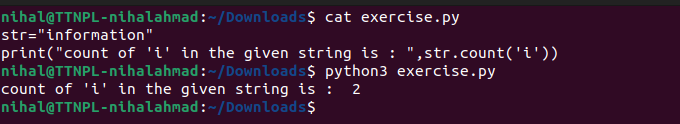 nihal@TTNPL-nihalahmad:~/Downloads$ cat exercise.py
str="information"
print("count of 'i' in the given string is : ",str.count('i'))
nihal@TTNPL-nihalahmad:~/Downloads$ python3 exercise.py
count of 'i' in the given string is :  2
nihal@TTNPL-nihalahmad:~/Downloads$